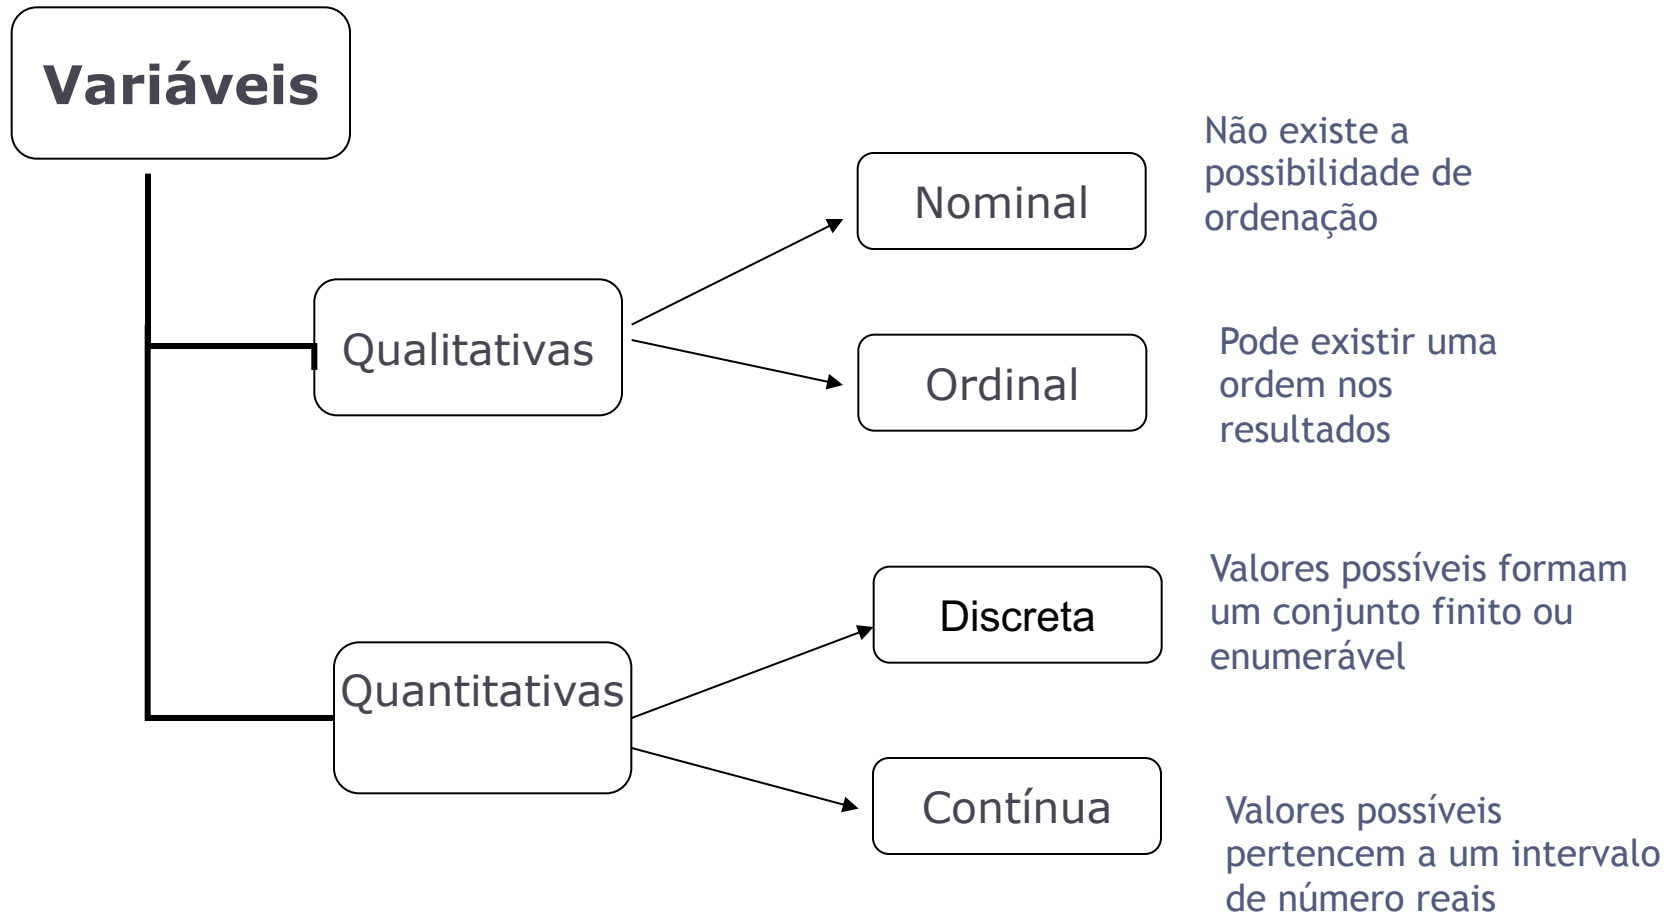 Variáveis
Qualitativas
Nominal
Não existe a
possibilidade de
ordenação
Ordinal
Pode existir uma
ordem nos
resultados
Quantitativas
Discreta
Valores possíveis formam
um conjunto finito ou
enumerável
Contínua
Valores possíveis
pertencem a um intervalo
de número reais